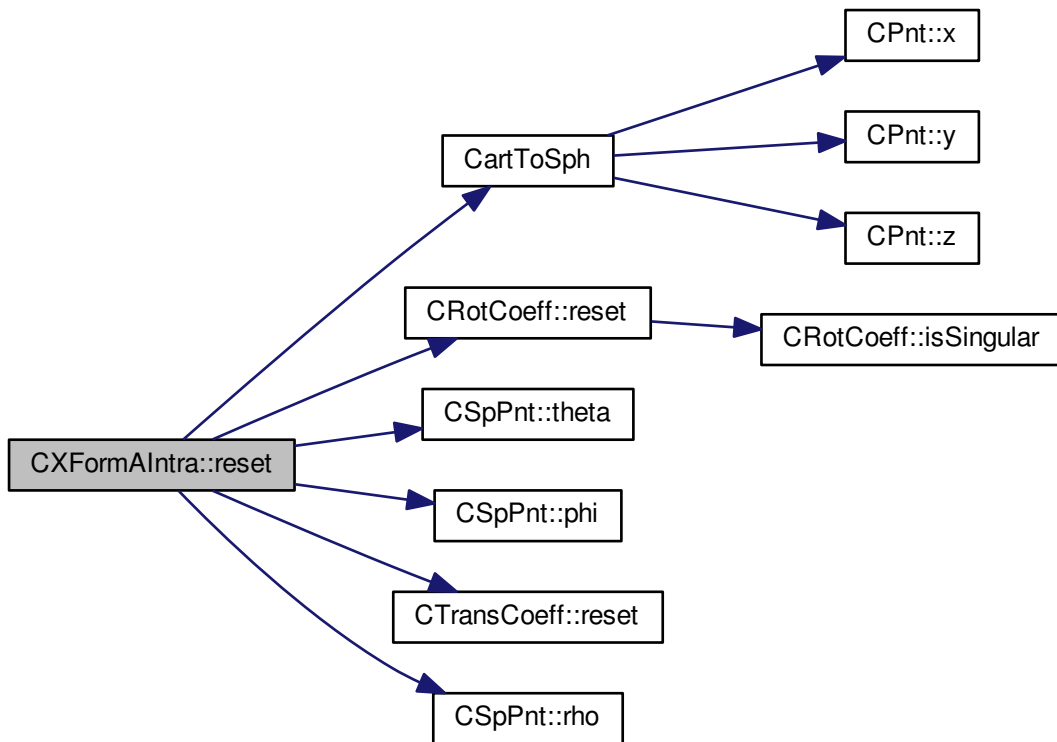 CPnt::x
CPnt::y
CartToSph
CPnt::z
CRotCoeff::reset
CRotCoeff::isSingular
CSpPnt::theta
CXFormAIntra::reset
CSpPnt::phi
CTransCoeff::reset
CSpPnt::rho